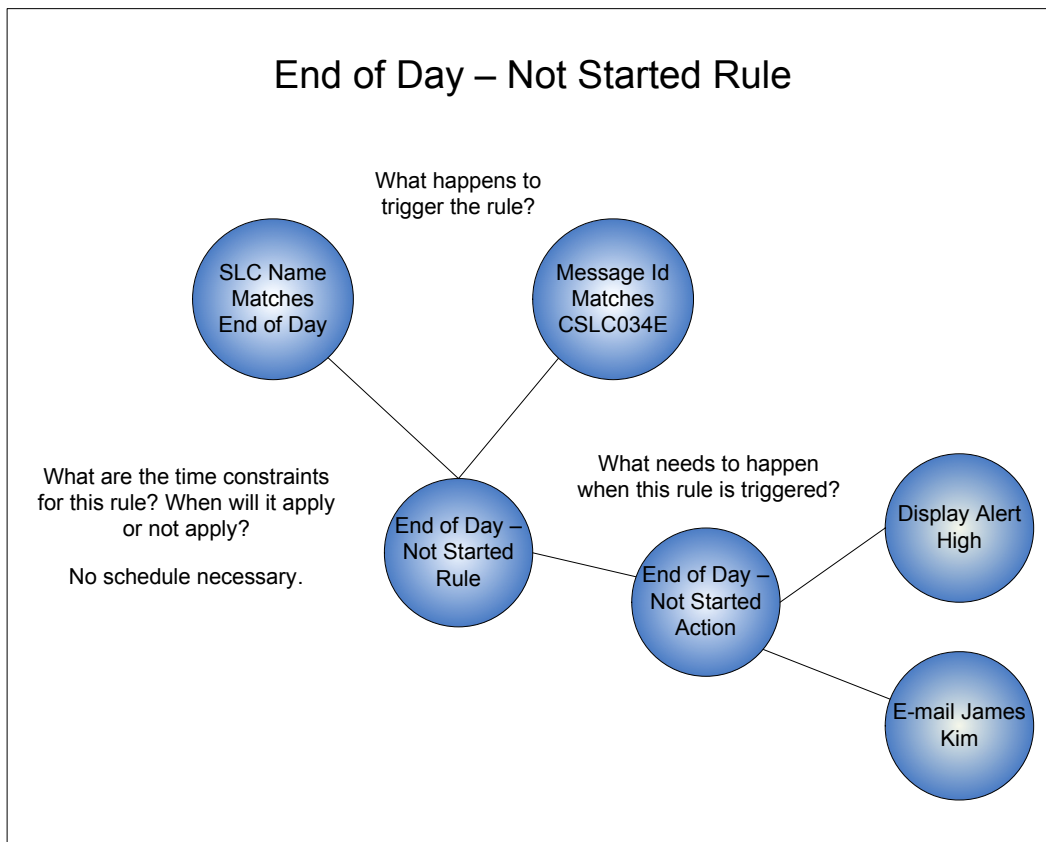 End of Day – Not Started Rule
What happens to
trigger the rule?
SLC Name
Matches
End of Day
Message Id
Matches
CSLC034E
What are the time constraints
for this rule? When will it apply
or not apply?
No schedule necessary.
End of Day –
Not Started
Rule
What needs to happen
when this rule is triggered?
End of Day –
Not Started
Action
Display Alert
High
E-mail James
Kim